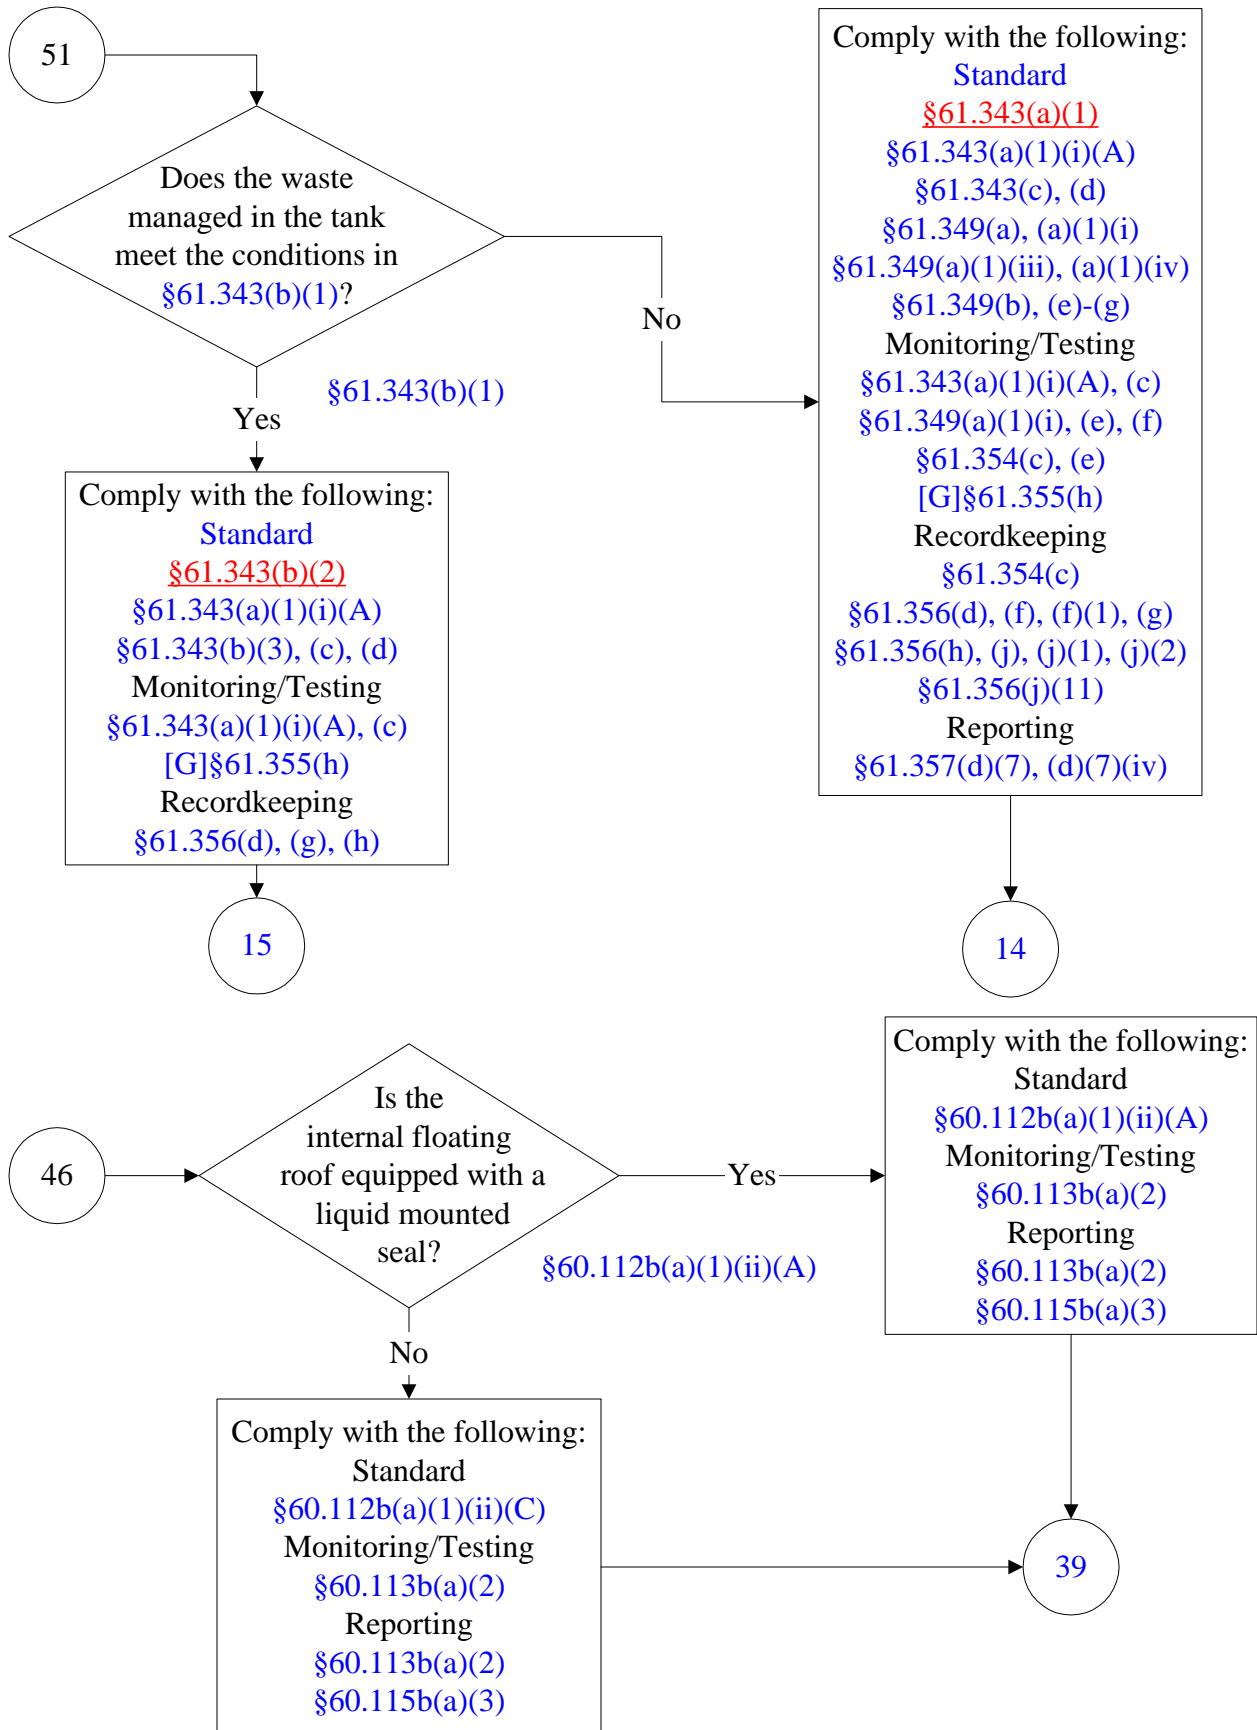 51
Does the waste
managed in the tank
meet the conditions in
§61.343(b)(1)?
No
§61.343(b)(1)
Yes
Comply with the following:
Standard
§61.343(a)(1)
§61.343(a)(1)(i)(A)
§61.343(c), (d)
§61.349(a), (a)(1)(i)
§61.349(a)(1)(iii), (a)(1)(iv)
§61.349(b), (e)-(g)
Monitoring/Testing
§61.343(a)(1)(i)(A), (c)
§61.349(a)(1)(i), (e), (f)
§61.354(c), (e)
[G]§61.355(h)
Recordkeeping
§61.354(c)
§61.356(d), (f), (f)(1), (g)
§61.356(h), (j), (j)(1), (j)(2)
§61.356(j)(11)
Reporting
§61.357(d)(7), (d)(7)(iv)
14
Comply with the following:
Standard
§61.343(b)(2)
§61.343(a)(1)(i)(A)
§61.343(b)(3), (c), (d)
Monitoring/Testing
§61.343(a)(1)(i)(A), (c)
[G]§61.355(h)
Recordkeeping
§61.356(d), (g), (h)
15
46
Is the
internal floating
roof equipped with a
liquid mounted
seal?
Yes
§60.112b(a)(1)(ii)(A)
No
Comply with the following:
Standard
§60.112b(a)(1)(ii)(A)
Monitoring/Testing
§60.113b(a)(2)
Reporting
§60.113b(a)(2)
§60.115b(a)(3)
Comply with the following:
Standard
§60.112b(a)(1)(ii)(C)
Monitoring/Testing
§60.113b(a)(2)
Reporting
§60.113b(a)(2)
§60.115b(a)(3)
39